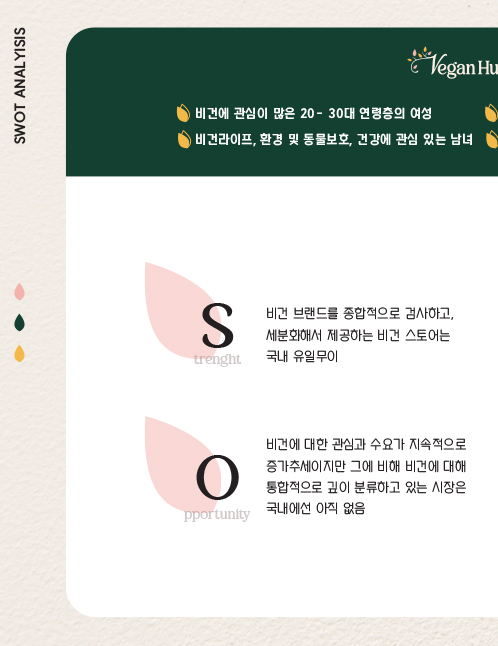 SWOT ANALYISIS
Vegan Hu
비건에 관심이 많은 20 - 30대 연령층의 여성
비건라이프, 환경 및 동물보호, 건강에 관심 있는 남녀
S
trenght
비건 브랜드를 종합적으로 검사하고,
세분화해서 제공하는 비건 스토어는
국내 유일무이
O
pportunity
비건에 대한 관심과 수요가 지속적으로
증가추세이지만 그에 비해 비건에 대해
통합적으로 깊이 분류하고 있는 시장은
국내에선 아직 없음